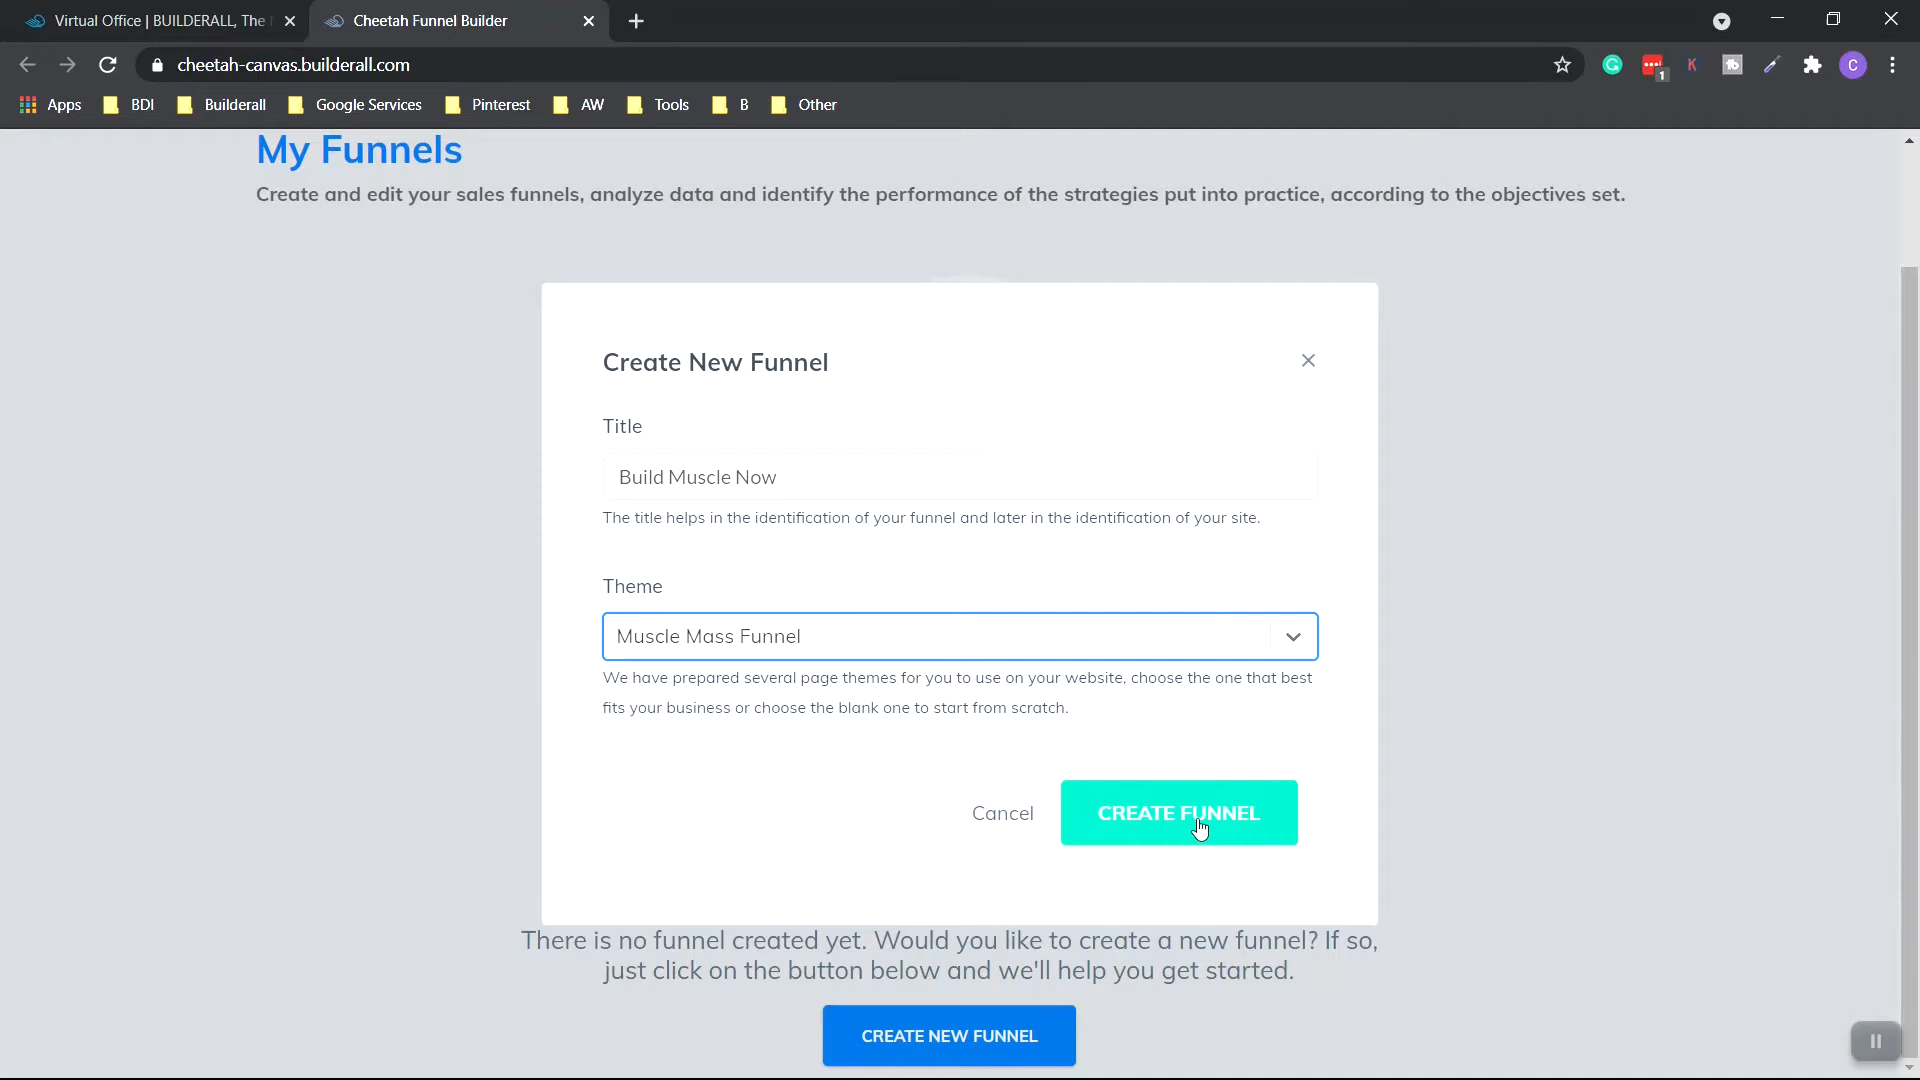 Virtual Office | BUILDERALL, The
Cheetah Funnel Builder
cheetah-canvas.builderall.com
1
K
C
Apps
BDI
Builderall
Google Services
Pinterest
AW
Tools
B
Other
My Funnels
Create and edit your sales funnels, analyze data and identify the performance of the strategies put into practice, according to the objectives set.
Create New Funnel
Title
Build Muscle Now
The title helps in the identification of your funnel and later in the identification of your site.
Theme
Muscle Mass Funnel
We have prepared several page themes for you to use on your website, choose the one that best
fits your business or choose the blank one to start from scratch.
Cancel
CREATE FUNNEL
There is no funnel created yet. Would you like to create a new funnel? If so,
just click on the button below and we'll help you get started.
CREATE NEW FUNNEL